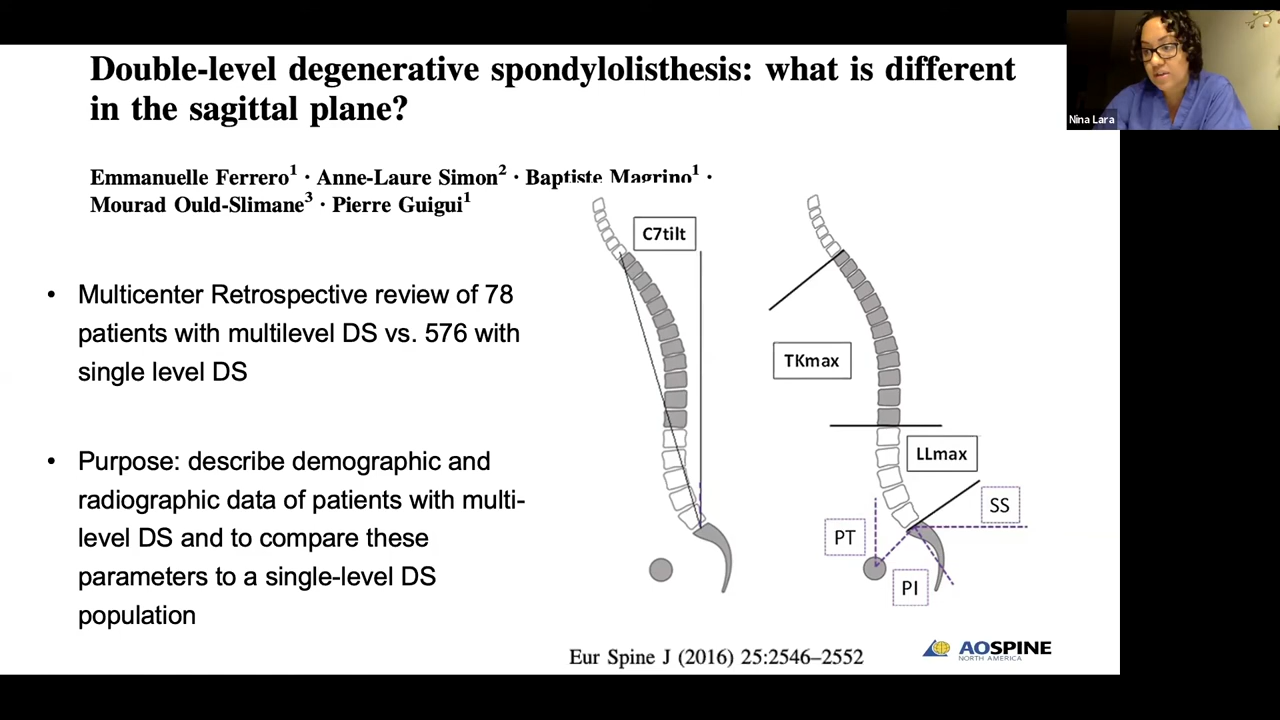 Double-level degenerative spondylolisthesis: what is different
in the sagittal plane?
Emmanuelle Ferrero1 · Anne-Laure Simon2 · Baptiste Magrino1 ·
Mourad Ould-Slimane3 · Pierre Guigui1
• Multicenter Retrospective review of 78
patients with multilevel DS vs. 576 with
single level DS
• Purpose: describe demographic and
radiographic data of patients with multi-
level DS and to compare these
parameters to a single-level DS
population
C7tilt
TKmax
LLmax
SS
PT
PI
Eur Spine J (2016) 25:2546–2552
AOSPINE
NORTH AMERICA
Nina Lara